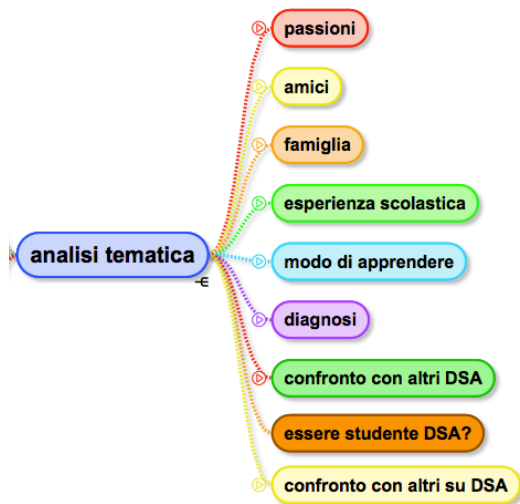 passioni
amici
famiglia
esperienza scolastica
analisi tematica
modo di apprendere
diagnosi
confronto con altri DSA
essere studente DSA?
confronto con altri su DSA